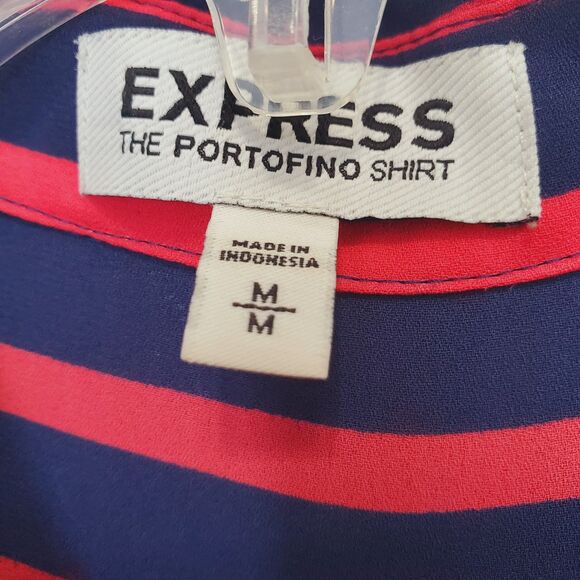 EXPRESS
THE PORTOFINO SHIRT
MADE IN
INDONESIA
M
M